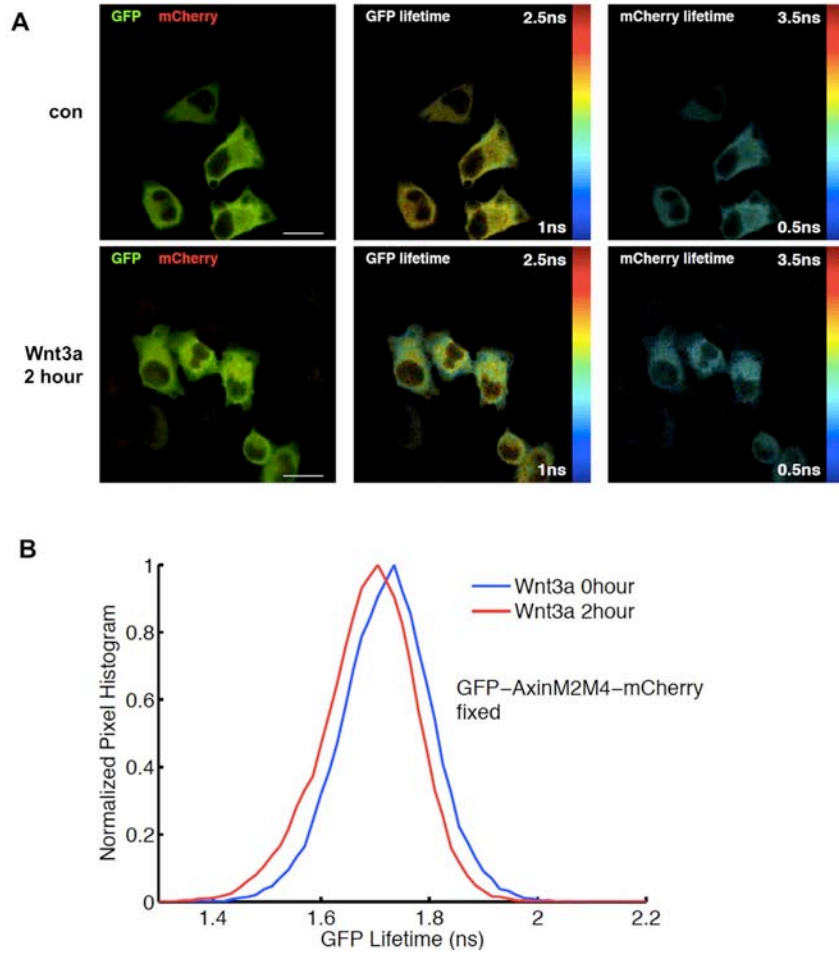 A
GFP mCherry
GFP lifetime
2.5ns
mCherry lifetime
3.5ns
con
1ns
0.5ns
GFP mCherry
GFP lifetime
2.5ns
mCherry lifetime
3.5ns
Wnt3a
2 hour
1ns
0.5ns
B
Normalized Pixel Histogram
1
0.8
0.6
0.4
0.2
0
Wnt3a 0hour
Wnt3a 2hour
GFP−AxinM2M4−mCherry
fixed
1.4 1.6 1.8 2 2.2
GFP Lifetime (ns)